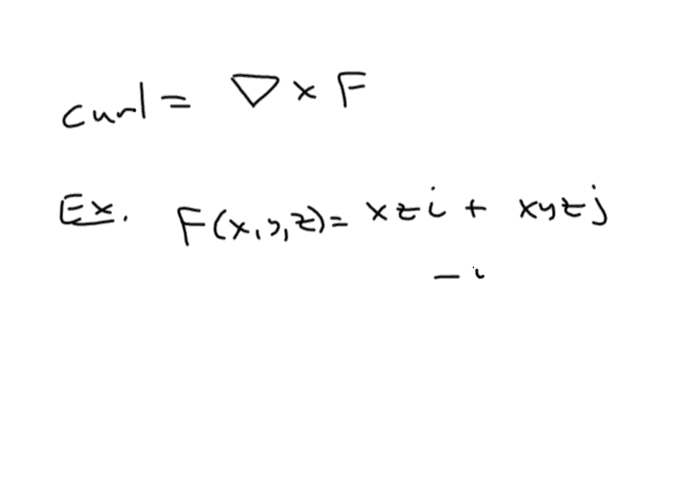 curl = ∇ × F
Ex. F(x,y,z) = xzi + xyzj
–